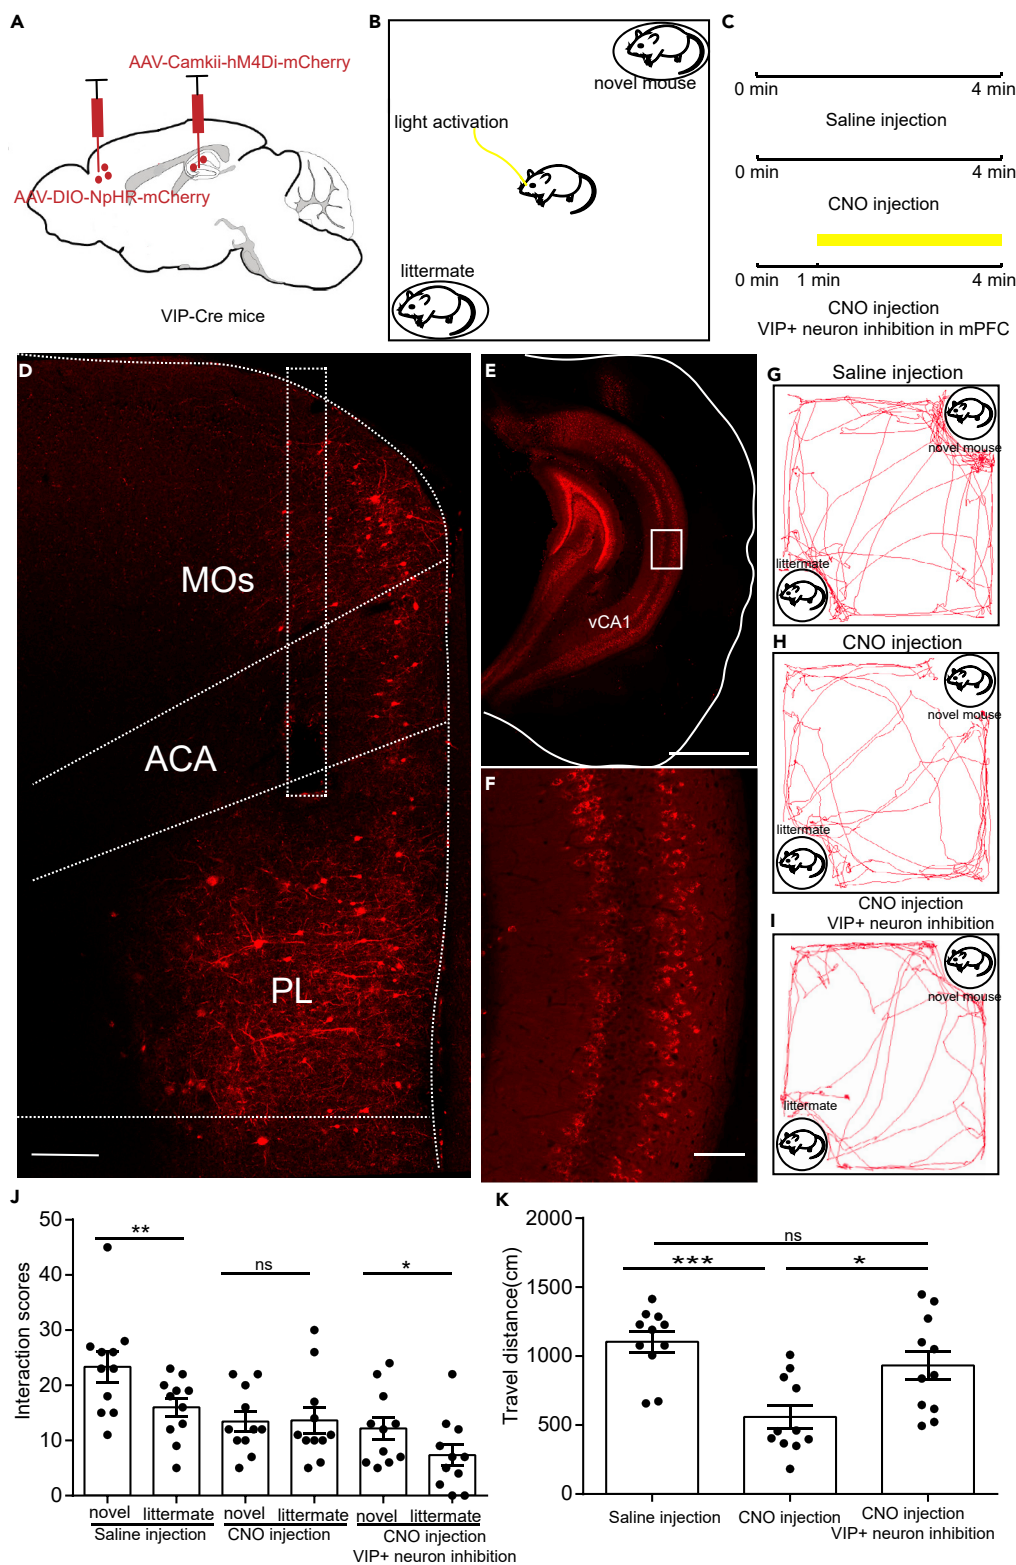 A
AAV-Camkii-hM4Di-mCherry
AAV-DIO-NpHR-mCherry
VIP-Cre mice
B
novel mouse
light activation
littermate
C
0 min 4 min
Saline injection
0 min 4 min
CNO injection
0 min 1 min 4 min
CNO injection
VIP+ neuron inhibition in mPFC
D
MOs
ACA
PL
E
vCA1
F
G
Saline injection
novel mouse
littermate
H
CNO injection
novel mouse
littermate
I
CNO injection
VIP+ neuron inhibition
novel mouse
littermate
J
Interaction scores
50
40
30
20
10
0
**
ns
*
novel littermate novel littermate novel littermate
Saline injection CNO injection CNO injection
VIP+ neuron inhibition
K
Travel distance(cm)
2000
1500
1000
500
0
ns
*** *
Saline injection CNO injection CNO injection
VIP+ neuron inhibition